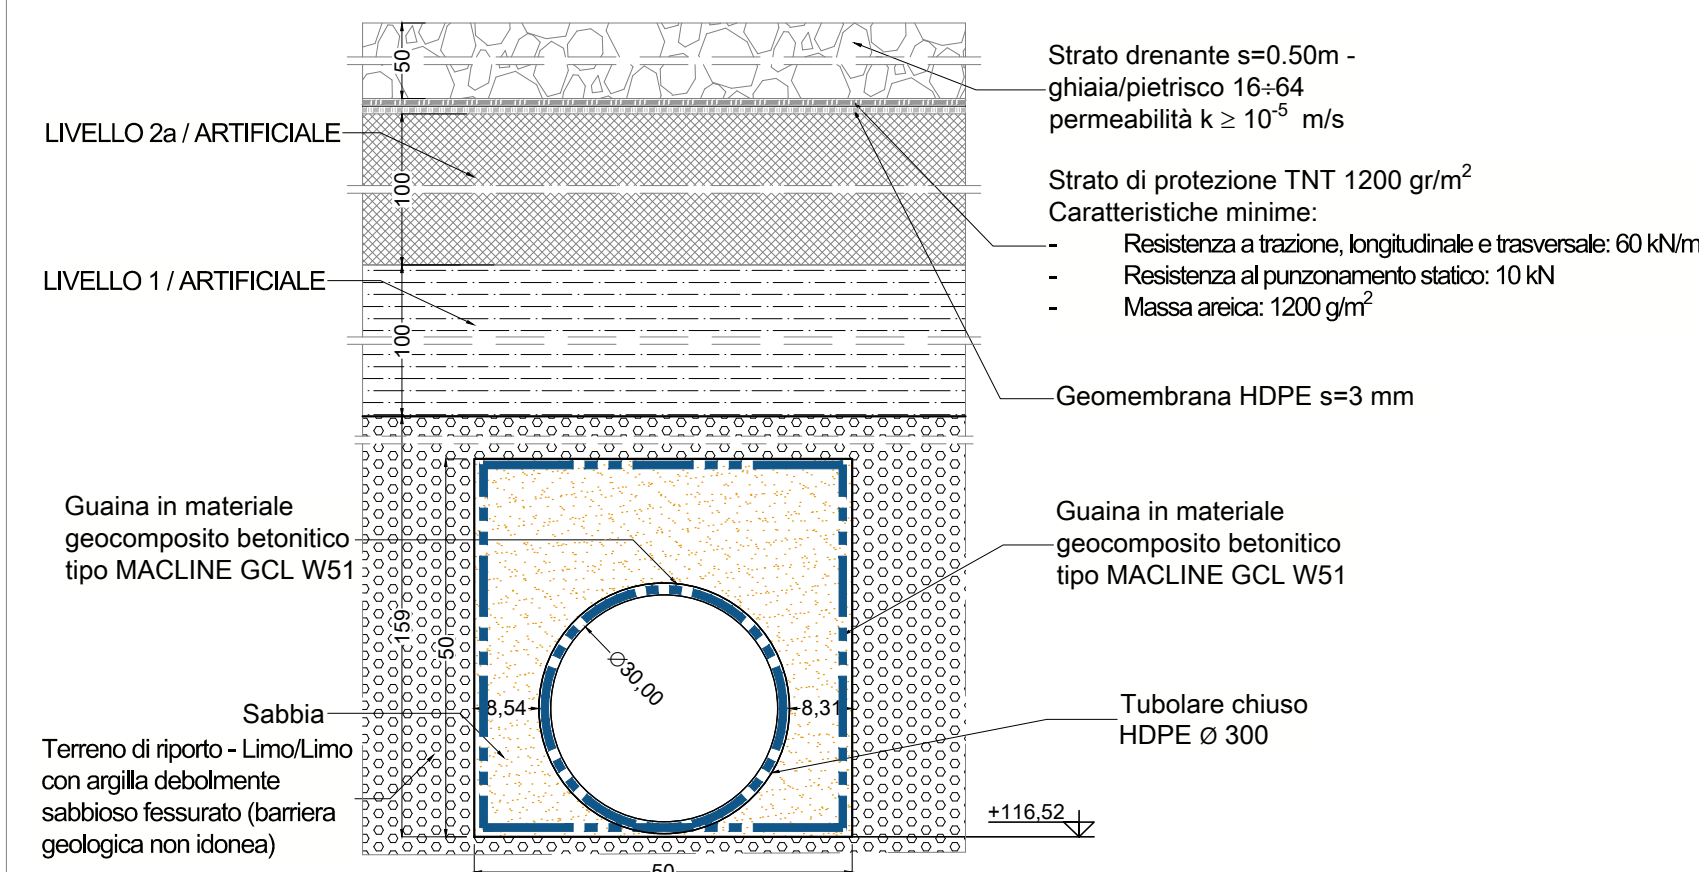 50
Strato drenante s=0.50m -
ghiaia/pietrisco 16÷64
permeabilità k ≥ 10⁻⁵ m/s
LIVELLO 2a / ARTIFICIALE
100
Strato di protezione TNT 1200 gr/m²
Caratteristiche minime:
- Resistenza a trazione, longitudinale e trasversale: 60 kN/m
- Resistenza al punzonamento statico: 10 kN
- Massa areica: 1200 g/m²
LIVELLO 1 / ARTIFICIALE
100
Geomembrana HDPE s=3 mm
Guaina in materiale
geocomposito betonitico
tipo MACLINE GCL W51
Guaina in materiale
geocomposito betonitico
tipo MACLINE GCL W51
159
50
Ø30,00
8,54
8,31
Sabbia
Tubolare chiuso
HDPE Ø 300
Terreno di riporto - Limo/Limo
con argilla debolmente
sabbioso fessurato (barriera
geologica non idonea)
+116,52
50